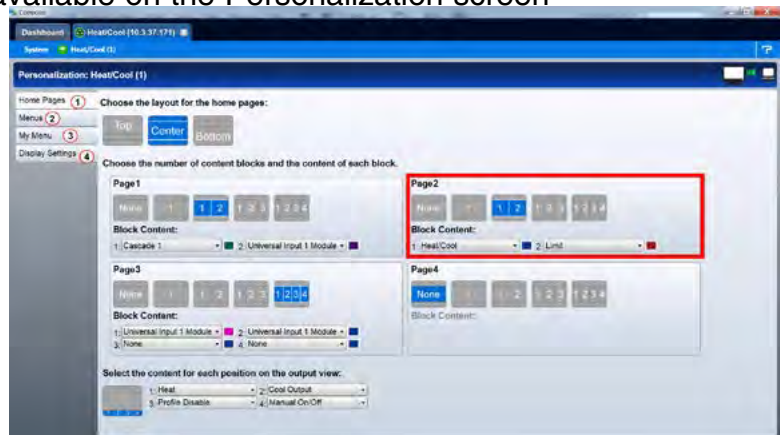 available on the Personalization screen
Composer
Dashboard Heat/Cool (10.3.37.171)
System Heat/Cool (1)
?
Personalization: Heat/Cool (1)
Home Pages 1
Menus 2
My Menu 3
Display Settings 4
Choose the layout for the home pages:
Top Center Bottom
Choose the number of content blocks and the content of each block.
Page1
None 1 1 2 1 2 3 1 2 3 4
Block Content:
1: Cascade 1 2: Universal Input 1 Module
Page2
None 1 1 2 1 2 3 1 2 3 4
Block Content:
1: Heat/Cool 2: Limit
Page3
None 1 1 2 1 2 3 1 2 3 4
Block Content:
1: Universal Input 1 Module 2: Universal Input 1 Module
3: None 4: None
Page4
None 1 1 2 1 2 3 1 2 3 4
Block Content:
Select the content for each position on the output view:
1: Heat 2: Cool Output
3: Profile Disable 4: Manual On/Off